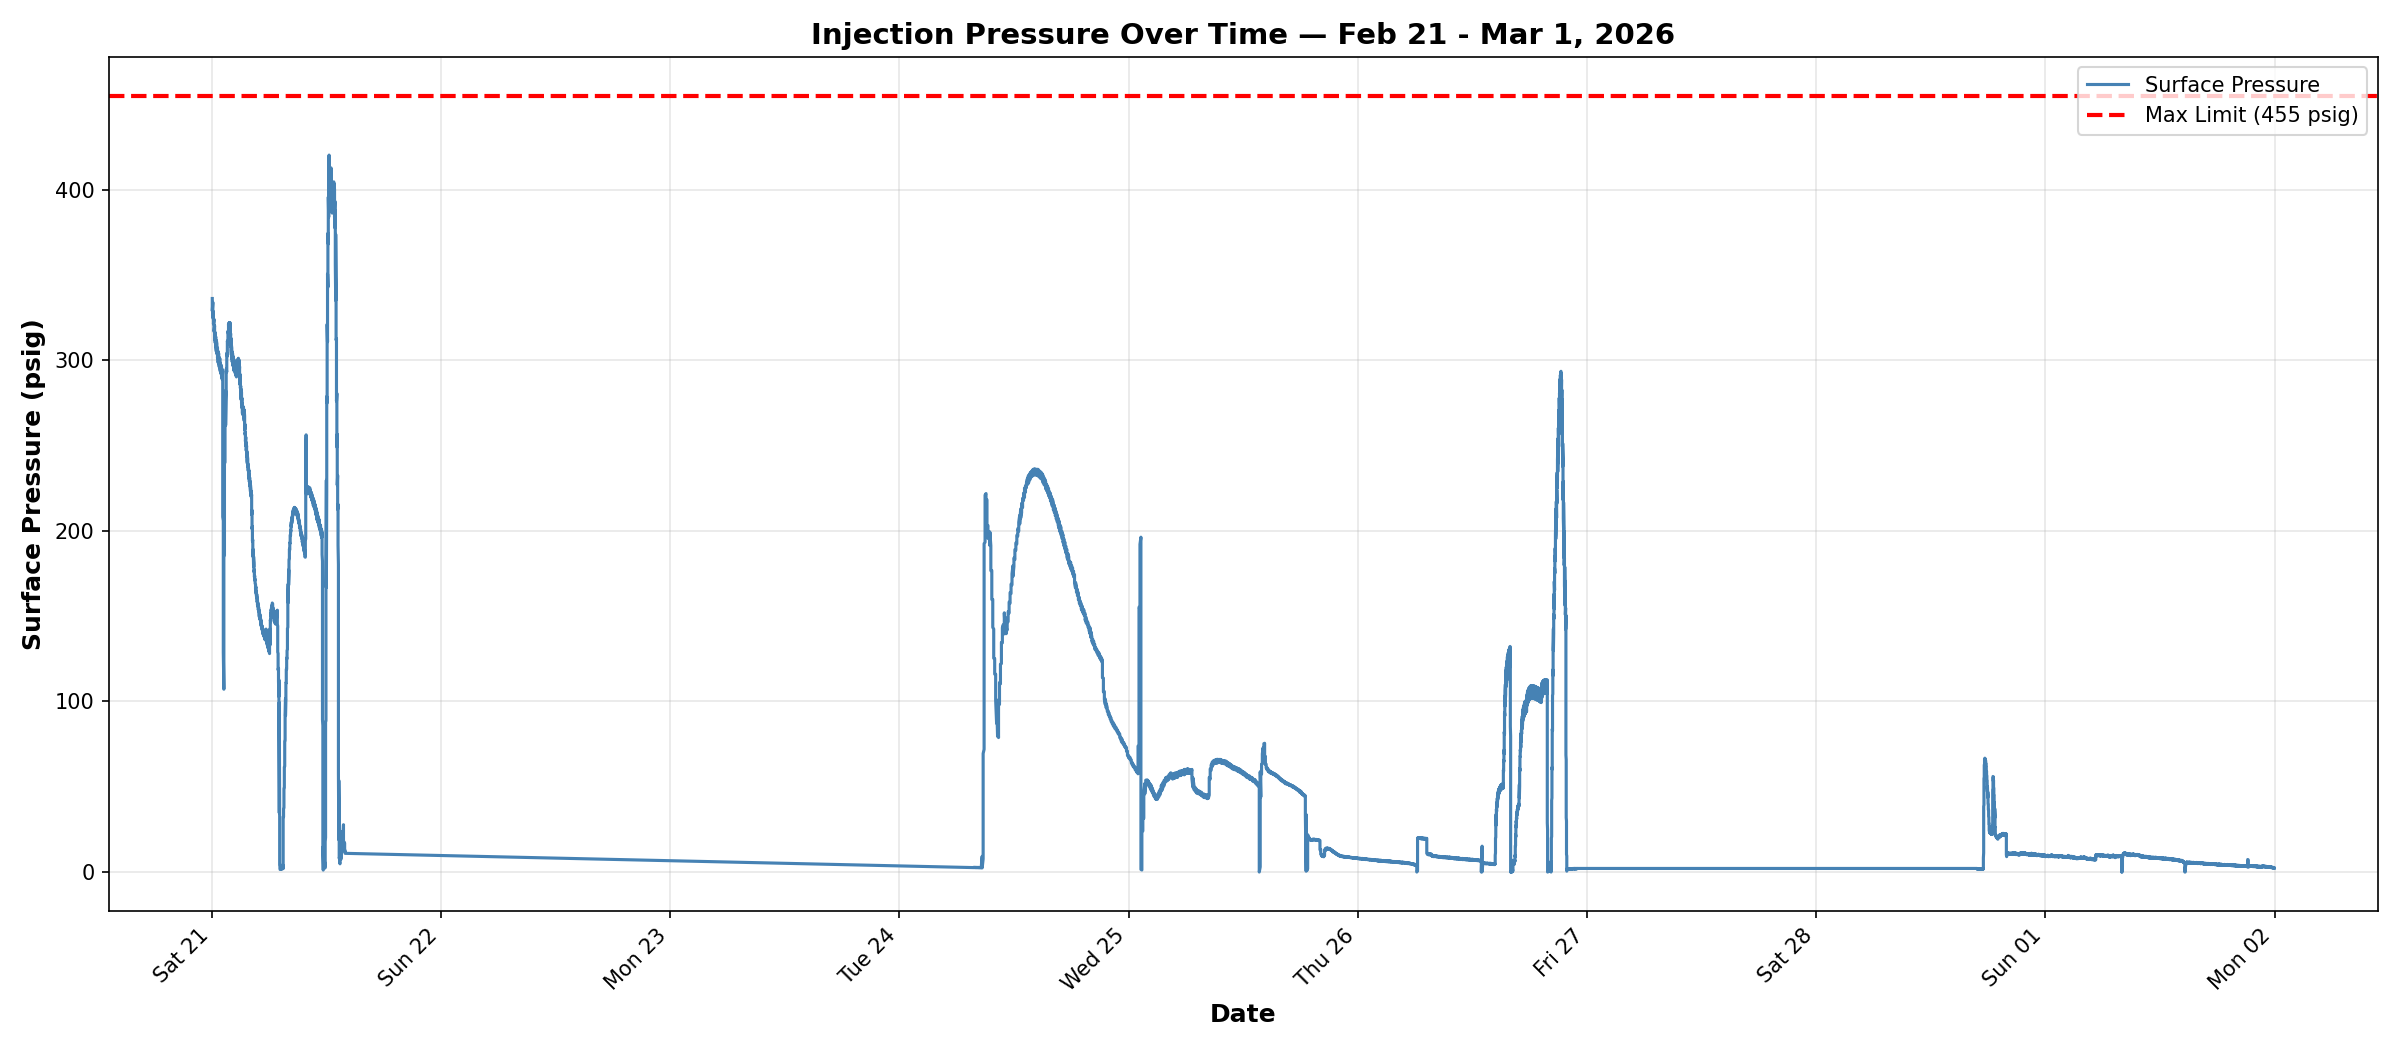 Injection Pressure Over Time — Feb 21 - Mar 1, 2026
Surface Pressure
Max Limit (455 psig)
Surface Pressure (psig)
400
300
200
100
0
Sat 21
Sun 22
Mon 23
Tue 24
Wed 25
Thu 26
Fri 27
Sat 28
Sun 01
Mon 02
Date